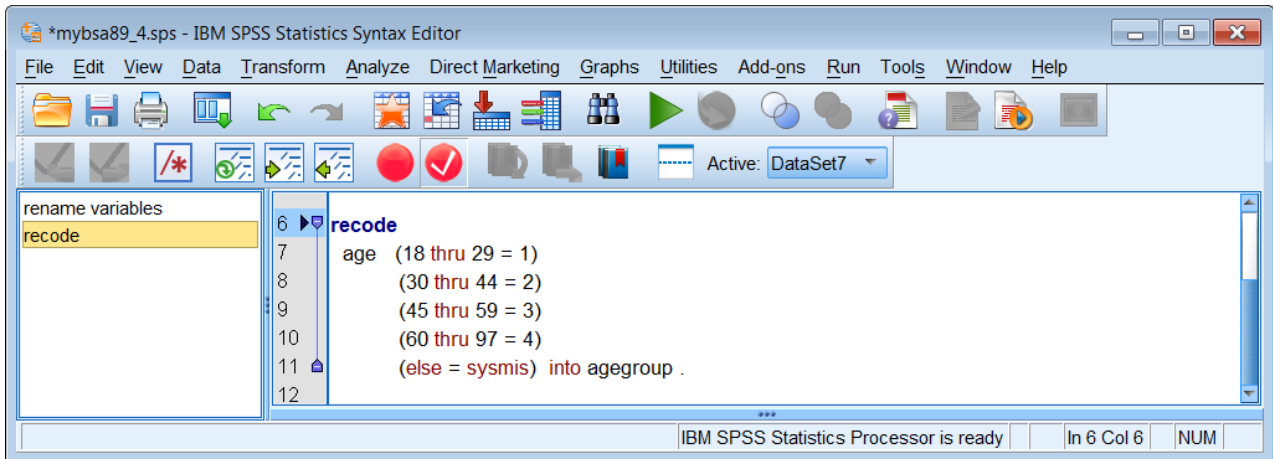 *mybsa89_4.sps - IBM SPSS Statistics Syntax Editor
File Edit View Data Transform Analyze Direct Marketing Graphs Utilities Add-ons Run Tools Window Help
/*
Active: DataSet7
rename variables
recode
6 recode
7 age (18 thru 29 = 1)
8 (30 thru 44 = 2)
9 (45 thru 59 = 3)
10 (60 thru 97 = 4)
11 (else = sysmis) into agegroup .
12
IBM SPSS Statistics Processor is ready In 6 Col 6 NUM